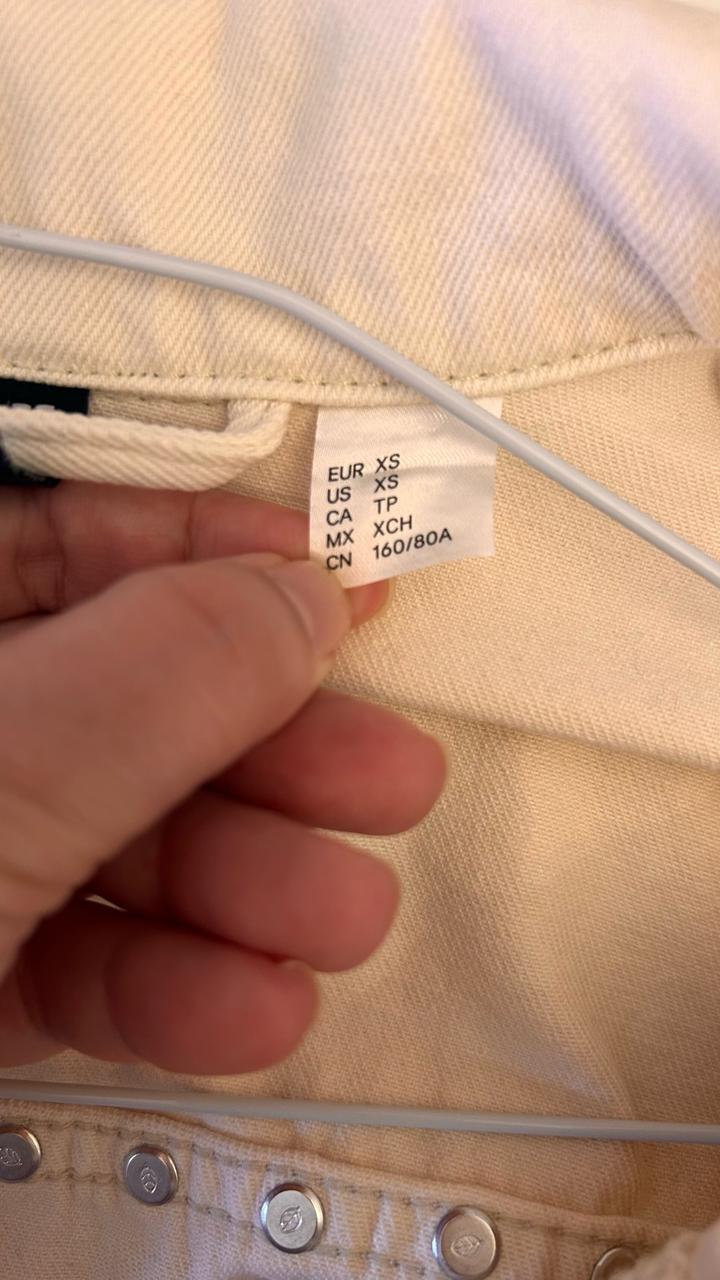 EUR XS
US XS
CA TP
MX XCH
CN 160/80A